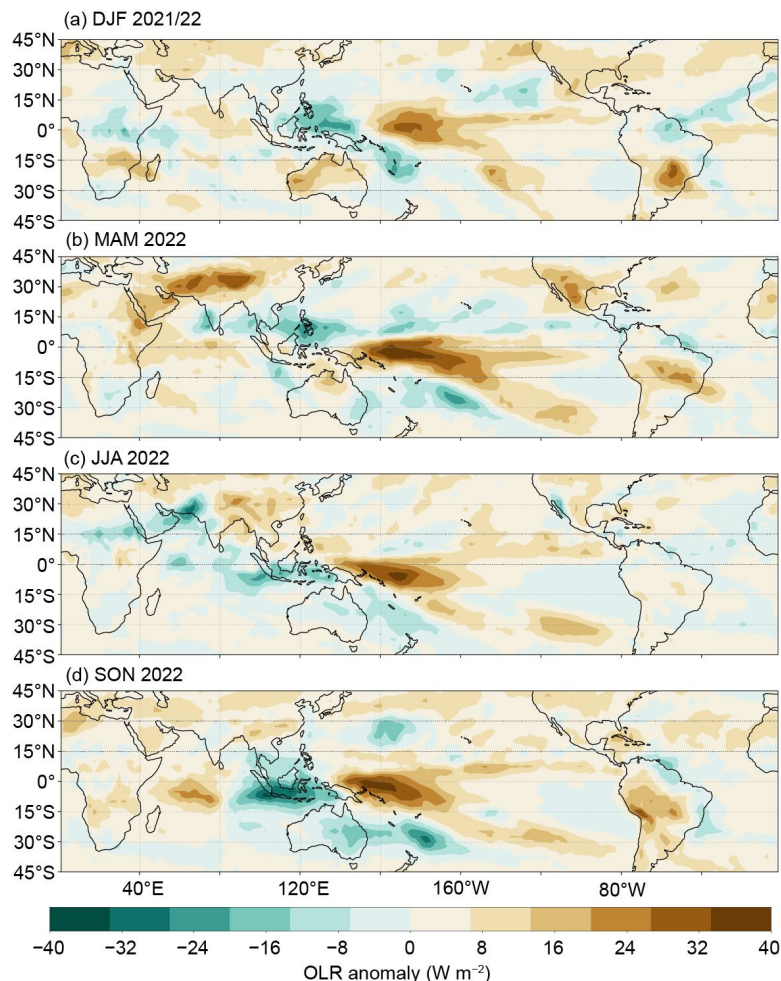 (a) DJF 2021/22
45°N
30°N
15°N
0°
15°S
30°S
45°S
(b) MAM 2022
45°N
30°N
15°N
0°
15°S
30°S
45°S
(c) JJA 2022
45°N
30°N
15°N
0°
15°S
30°S
45°S
(d) SON 2022
45°N
30°N
15°N
0°
15°S
30°S
45°S
40°E 120°E 160°W 80°W
−40 −32 −24 −16 −8 0 8 16 24 32 40
OLR anomaly (W m⁻²)